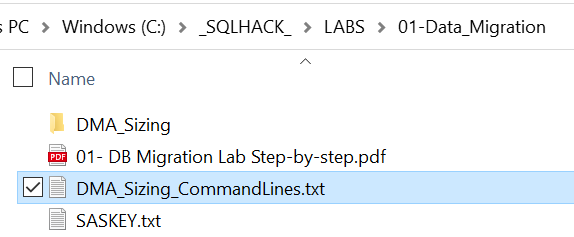 s PC > Windows (C:) > _SQLHACK_ > LABS > 01-Data_Migration
Name
DMA_Sizing
PDF 01- DB Migration Lab Step-by-step.pdf
DMA_Sizing_CommandLines.txt
SASKEY.txt